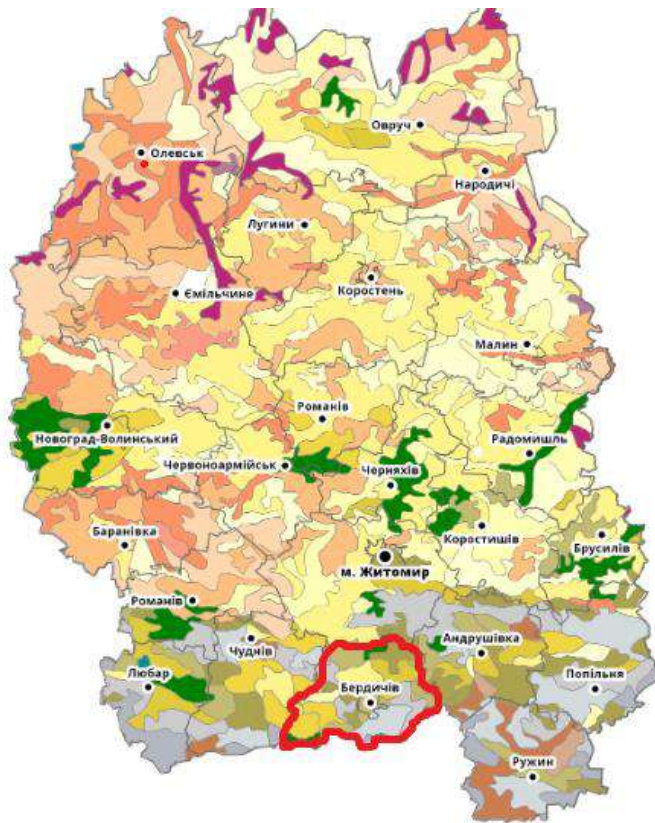 Овруч
Олевськ
Народичі
Лугини
Ємільчине
Коростень
Малин
Романів
Новоград-Волинський
Радомишль
Червоноармійськ
Черняхів
Баранівка
Коростишів
Брусилів
м. Житомир
Романів
Чуднів
Андрушівка
Любар
Бердичів
Попільня
Ружин